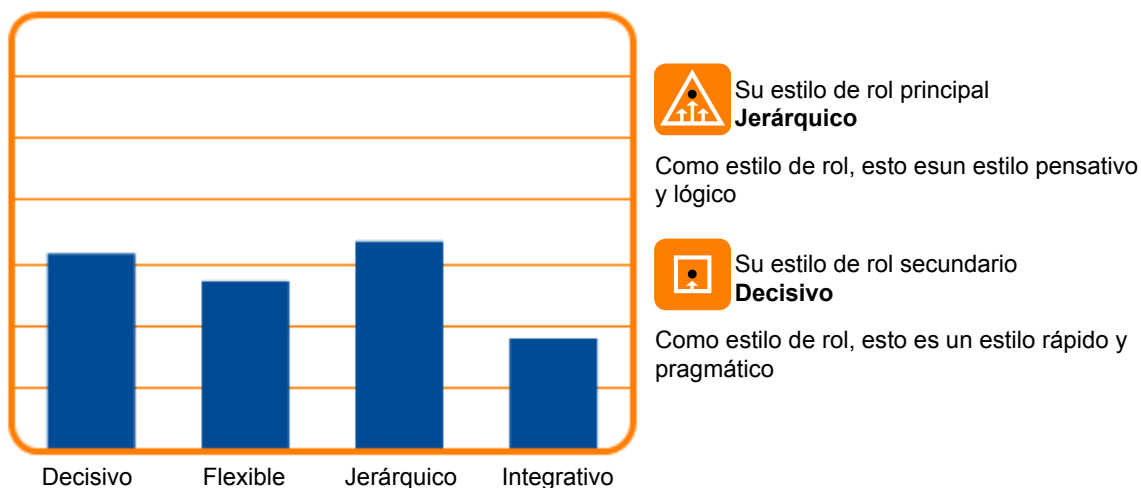 Su estilo de rol principal
Jerárquico
Como estilo de rol, esto esun estilo pensativo
y lógico
Su estilo de rol secundario
Decisivo
Como estilo de rol, esto es un estilo rápido y
pragmático
Decisivo Flexible Jerárquico Integrativo